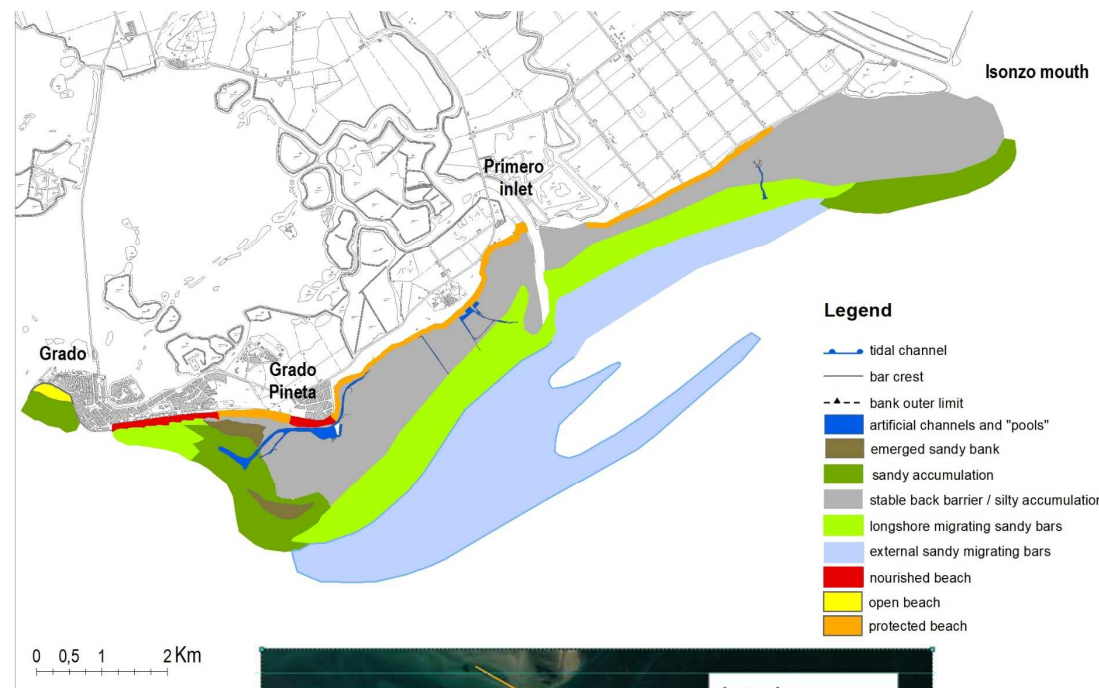 Isonzo mouth
Primero
inlet
Grado
Grado
Pineta
Legend
tidal channel
bar crest
bank outer limit
artificial channels and "pools"
emerged sandy bank
sandy accumulation
stable back barrier / silty accumulation
longshore migrating sandy bars
external sandy migrating bars
nourished beach
open beach
protected beach
0 0,5 1 2 Km